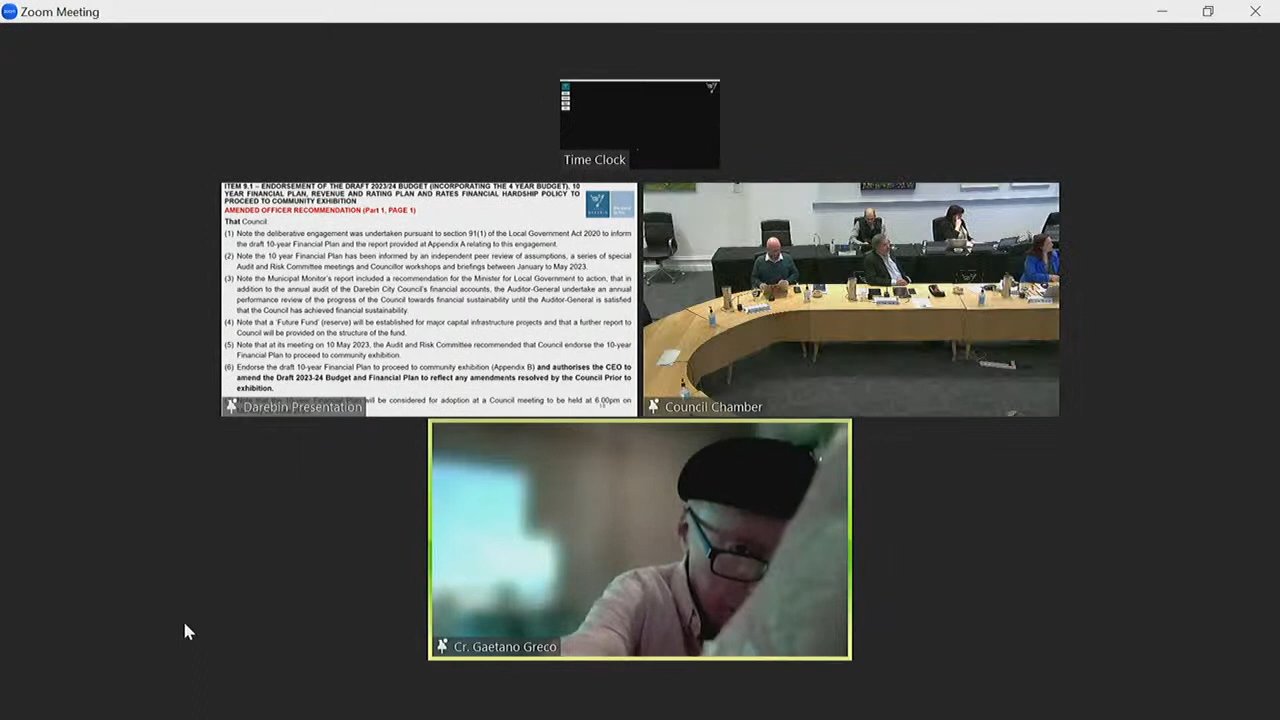 Zoom Meeting
Time Clock
ITEM 9.1 – ENDORSEMENT OF THE DRAFT 2023/24 BUDGET (INCORPORATING THE 4 YEAR BUDGET), 10
YEAR FINANCIAL PLAN, REVENUE AND RATING PLAN AND RATES FINANCIAL HARDSHIP POLICY TO
PROCEED TO COMMUNITY EXHIBITION
AMENDED OFFICER RECOMMENDATION (Part 1, PAGE 1)
That Council
(1) Note the deliberative engagement was undertaken pursuant to section 91(1) of the Local Government Act 2020 to inform
the draft 10-year Financial Plan and the report provided at Appendix A relating to this engagement.
(2) Note the 10 year Financial Plan has been informed by an independent peer review of assumptions, a series of special
Audit and Risk Committee meetings and Councillor workshops and briefings between January to May 2023.
(3) Note the Municipal Monitor's report included a recommendation for the Minister for Local Government to action, that in
addition to the annual audit of the Darebin City Council's financial accounts, the Auditor-General undertake an annual
performance review of the progress of the Council towards financial sustainability until the Auditor-General is satisfied
that the Council has achieved financial sustainability.
(4) Note that a 'Future Fund' (reserve) will be established for major capital infrastructure projects and that a further report to
Council will be provided on the structure of the fund.
(5) Note that at its meeting on 10 May 2023, the Audit and Risk Committee recommended that Council endorse the 10-year
Financial Plan to proceed to community exhibition.
(6) Endorse the draft 10-year Financial Plan to proceed to community exhibition (Appendix B) and authorises the CEO to
amend the Draft 2023-24 Budget and Financial Plan to reflect any amendments resolved by the Council Prior to
exhibition.
will be considered for adoption at a Council meeting to be held at 6.00pm on
Darebin Presentation
Council Chamber
Cr. Gaetano Greco